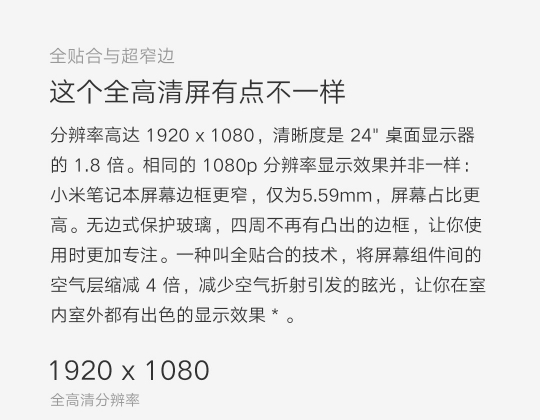 全贴合与超窄边
这个全高清屏有点不一样
分辨率高达 1920 x 1080，清晰度是 24" 桌面显示器
的 1.8 倍。相同的 1080p 分辨率显示效果并非一样：
小米笔记本屏幕边框更窄，仅为5.59mm，屏幕占比更
高。无边式保护玻璃，四周不再有凸出的边框，让你使
用时更加专注。一种叫全贴合的技术，将屏幕组件间的
空气层缩减 4 倍，减少空气折射引发的眩光，让你在室
内室外都有出色的显示效果 * 。
1920 x 1080
全高清分辨率